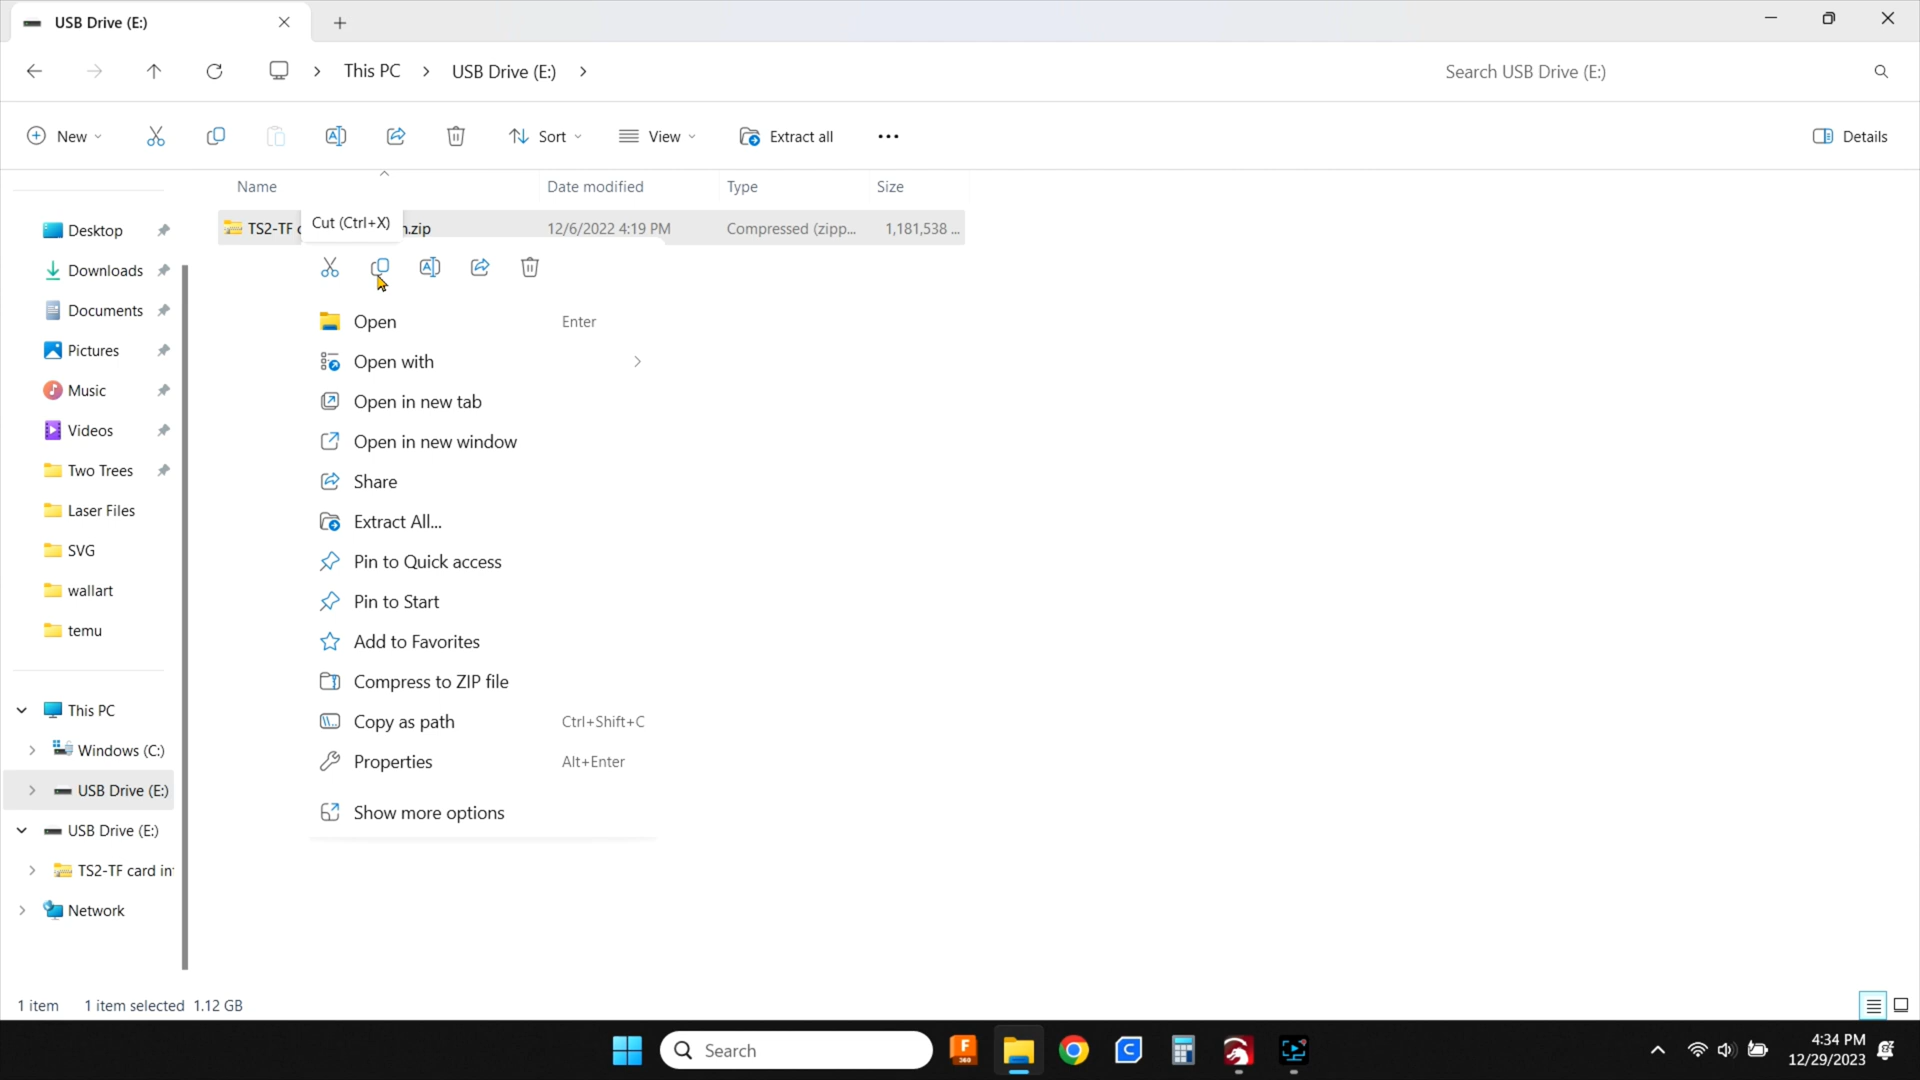 USB Drive (E:)
This PC
USB Drive (E:)
Search USB Drive (E:)
New
Sort
View
Extract all
Details
Name
Date modified
Type
Size
TS2-TF
n.zip
12/6/2022 4:19 PM
Compressed (zipp...
1,181,538 ...
Cut (Ctrl+X)
Open
Enter
Open with
Open in new tab
Open in new window
Share
Extract All...
Pin to Quick access
Pin to Start
Add to Favorites
Compress to ZIP file
Copy as path
Ctrl+Shift+C
Properties
Alt+Enter
Show more options
Desktop
Downloads
Documents
Pictures
Music
Videos
Two Trees
Laser Files
SVG
wallart
temu
This PC
Windows (C:)
USB Drive (E:)
USB Drive (E:)
TS2-TF card in
Network
1 item
1 item selected 1.12 GB
Search
F
360
4:34 PM
12/29/2023